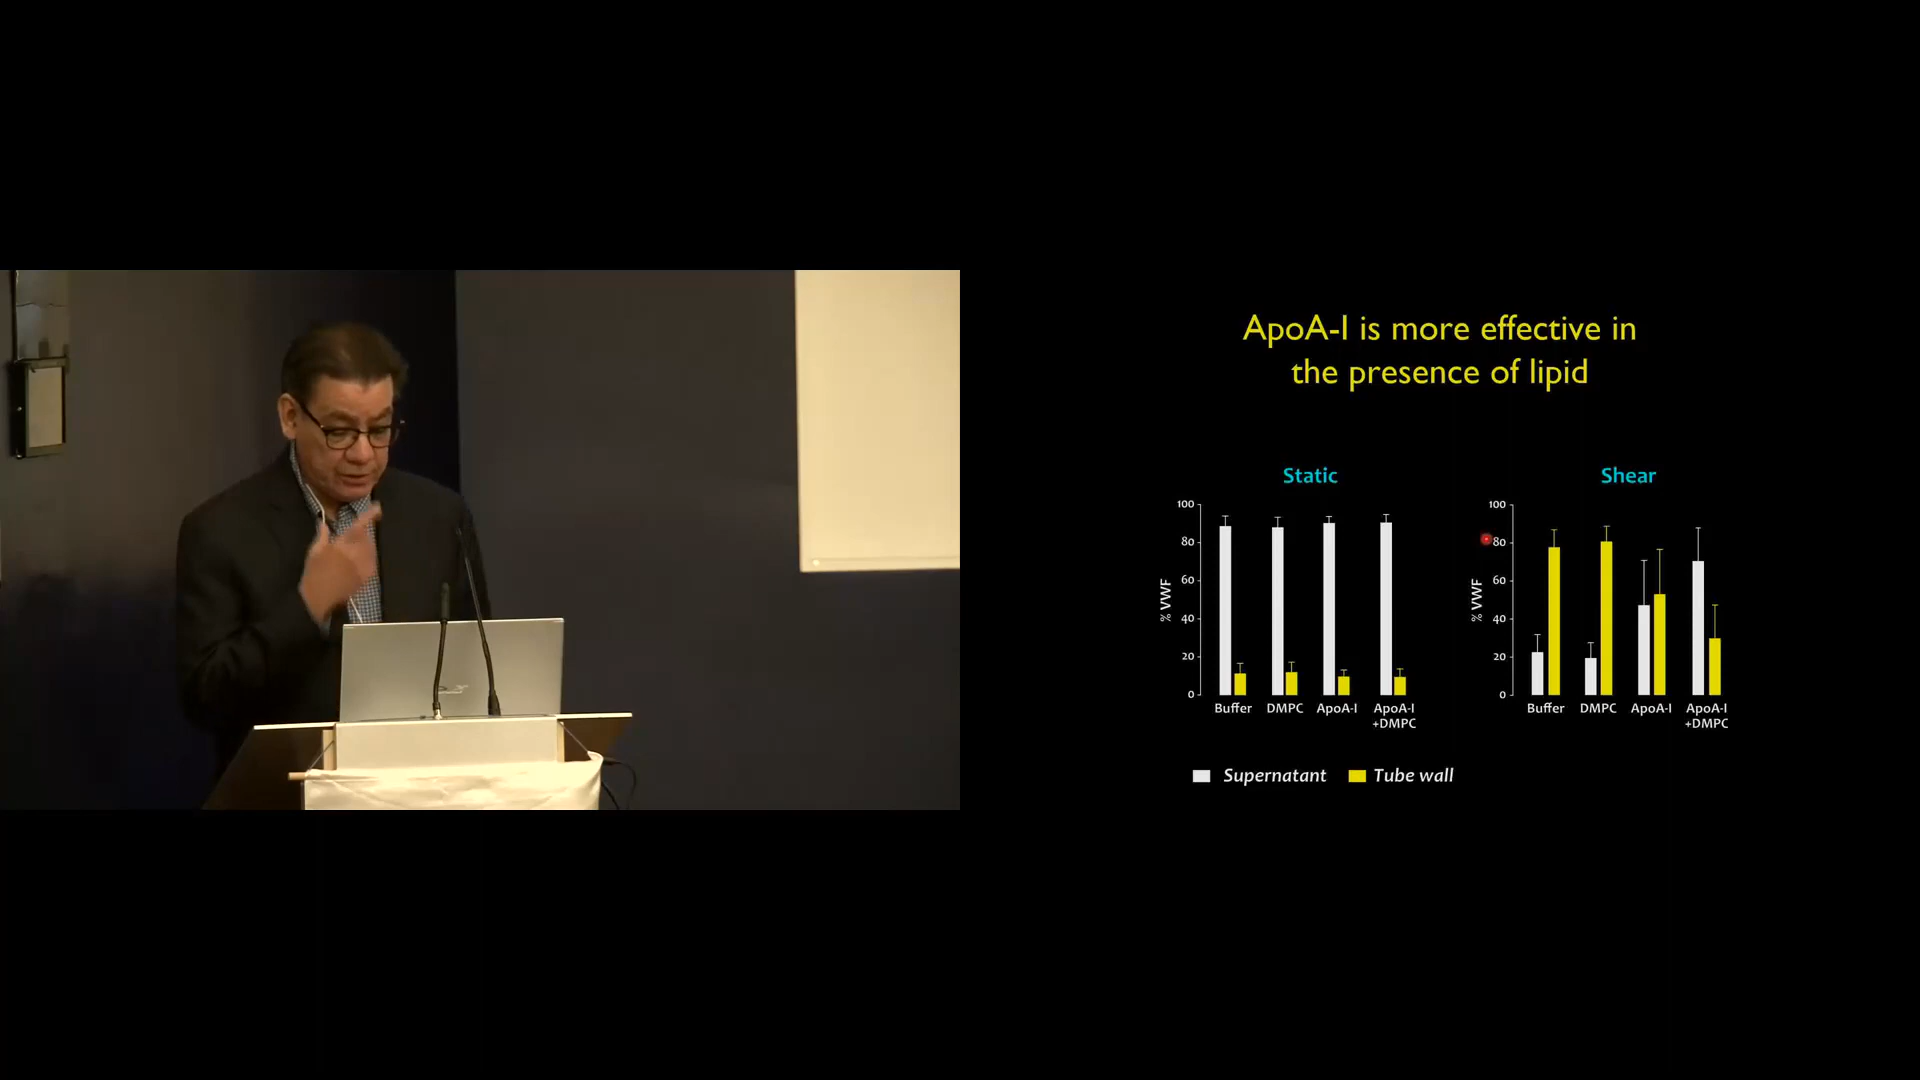 ApoA-I is more effective in
the presence of lipid
Static
Shear
100
80
60
40
20
0
% VWF
Buffer
DMPC
ApoA-I
ApoA-I
+DMPC
100
80
60
40
20
0
% VWF
Buffer
DMPC
ApoA-I
ApoA-I
+DMPC
Supernatant
Tube wall